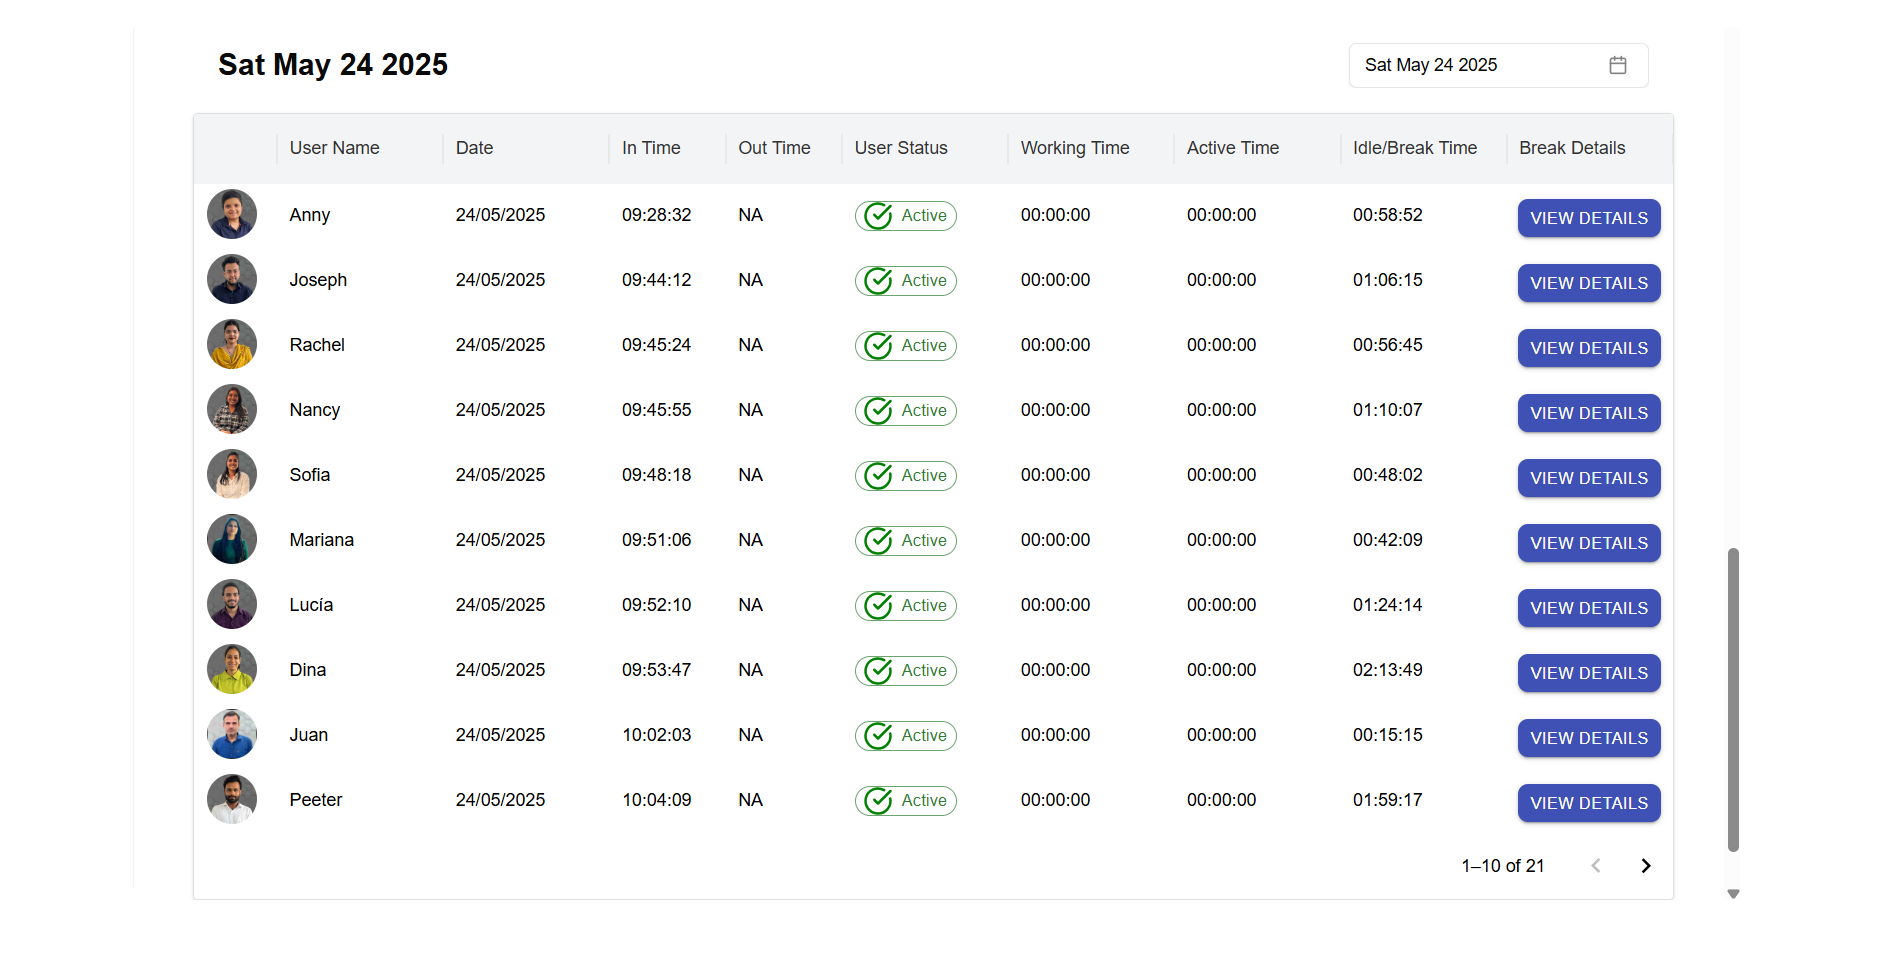 Sat May 24 2025 Sat May 24 2025
User Name Date In Time Out Time User Status Working Time Active Time Idle/Break Time Break Details
Anny 24/05/2025 09:28:32 NA Active 00:00:00 00:00:00 00:58:52 VIEW DETAILS
Joseph 24/05/2025 09:44:12 NA Active 00:00:00 00:00:00 01:06:15 VIEW DETAILS
Rachel 24/05/2025 09:45:24 NA Active 00:00:00 00:00:00 00:56:45 VIEW DETAILS
Nancy 24/05/2025 09:45:55 NA Active 00:00:00 00:00:00 01:10:07 VIEW DETAILS
Sofia 24/05/2025 09:48:18 NA Active 00:00:00 00:00:00 00:48:02 VIEW DETAILS
Mariana 24/05/2025 09:51:06 NA Active 00:00:00 00:00:00 00:42:09 VIEW DETAILS
Lucía 24/05/2025 09:52:10 NA Active 00:00:00 00:00:00 01:24:14 VIEW DETAILS
Dina 24/05/2025 09:53:47 NA Active 00:00:00 00:00:00 02:13:49 VIEW DETAILS
Juan 24/05/2025 10:02:03 NA Active 00:00:00 00:00:00 00:15:15 VIEW DETAILS
Peeter 24/05/2025 10:04:09 NA Active 00:00:00 00:00:00 01:59:17 VIEW DETAILS
1–10 of 21